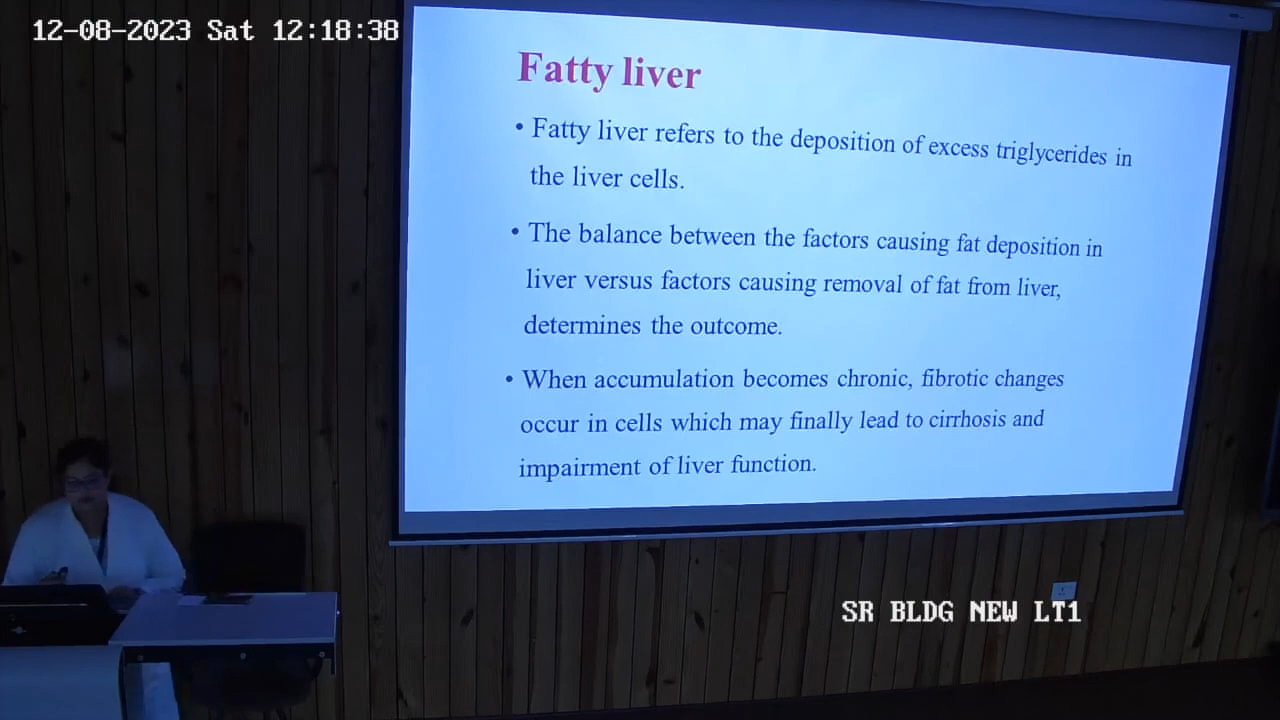 12-08-2023 Sat 12:18:38
Fatty liver
• Fatty liver refers to the deposition of excess triglycerides in
the liver cells.
• The balance between the factors causing fat deposition in
liver versus factors causing removal of fat from liver,
determines the outcome.
• When accumulation becomes chronic, fibrotic changes
occur in cells which may finally lead to cirrhosis and
impairment of liver function.
SR BLDG NEW LT1